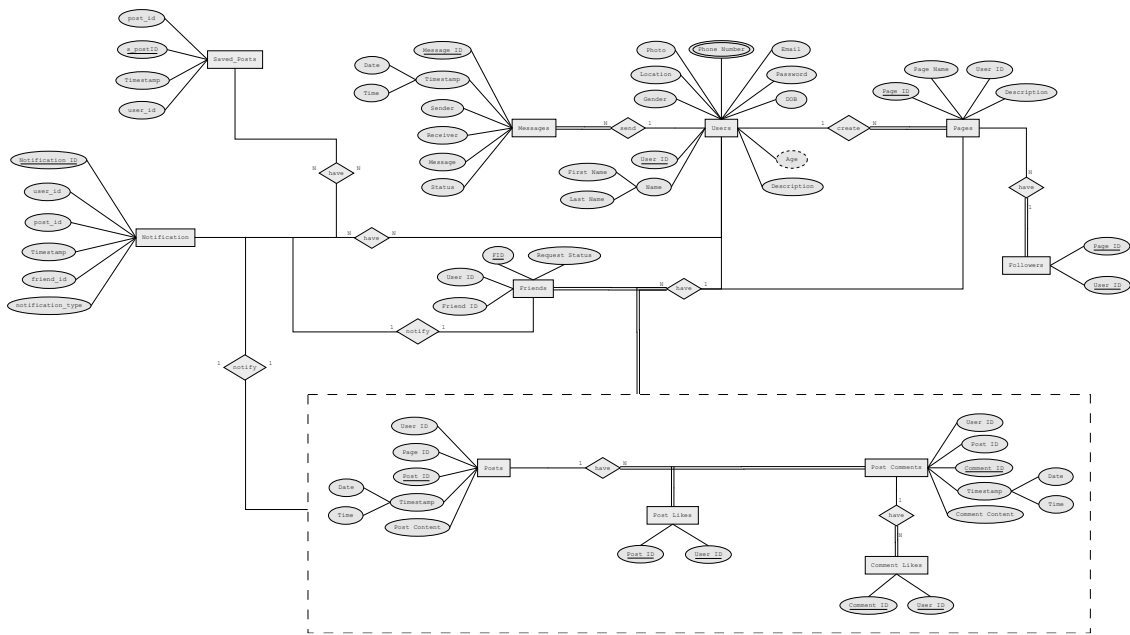 post_id
s_postID
Timestamp
user_id
Saved_Posts
Message ID
Date
Timestamp
Time
Sender
Receiver
Message
Status
Messages
N
send
1
Photo
Phone Number
Email
Location
Password
Gender
DOB
Users
User ID
Age
First Name
Name
Last Name
Description
1
create
N
Page Name
User ID
Page ID
Description
Pages
N
have
1
Followers
Page ID
User ID
N
have
N
Notification ID
user_id
post_id
Timestamp
friend_id
notification_type
Notification
N
have
N
FID
Request Status
User ID
Friend ID
Friends
N
have
1
1
notify
1
1
notify
1
User ID
Page ID
Post ID
Date
Timestamp
Time
Post Content
Posts
1
have
N
Post Likes
Post ID
User ID
Post Comments
User ID
Post ID
Comment ID
Timestamp
Date
Time
Comment Content
1
have
N
Comment Likes
Comment ID
User ID